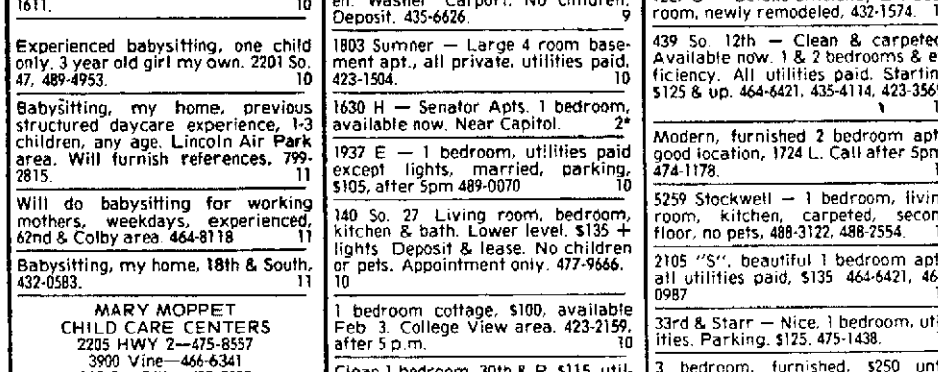 1611. 10
Experienced babysitting, one child
only. 3 year old girl my own. 2201 So.
47, 489-4953. 10
Babysitting, my home, previous
structured daycare experience, 1-3
children, any age. Lincoln Air Park
area. Will furnish references, 799-
2815. 11
Will do babysitting for working
mothers, weekdays, experienced,
62nd & Colby area. 464-8118 11
Babysitting, my home, 18th & South,
432-0583. 11
MARY MOPPET
CHILD CARE CENTERS
2205 HWY 2—475-8557
3900 Vine—466-6341
en. Washer Carport. No children.
Deposit. 435-6626. 9
1803 Sumner — Large 4 room base-
ment apt., all private, utilities paid,
423-1504. 10
1630 H — Senator Apts. 1 bedroom,
available now. Near Capitol. 2*
1937 E — 1 bedroom, utilities paid
except lights, married, parking,
$105, after 5pm 489-0070 10
140 So. 27 Living room, bedroom,
kitchen & bath. Lower level. $135 +
lights Deposit & lease. No children
or pets. Appointment only. 477-9666.
10
1 bedroom cottage, $100, available
Feb 3. College View area. 423-2159,
after 5 p.m. 10
Clean 1 bedroom, 30th & P, $115, util-
room, newly remodeled, 432-1574.
439 So. 12th — Clean & carpeted
Available now. 1 & 2 bedrooms & e
ficiency. All utilities paid. Startin
$125 & up. 464-6421, 435-4114, 423-356
Modern, furnished 2 bedroom apt
good location, 1724 L. Call after 5pm
474-1178.
5259 Stockwell — 1 bedroom, livin
room, kitchen, carpeted, secon
floor, no pets, 488-3122, 488-2554.
2105 "S", beautiful 1 bedroom apt
all utilities paid, $135 464-6421, 46
0987
33rd & Starr — Nice, 1 bedroom, ut
ities. Parking. $125, 475-1438.
3 bedroom, furnished, $250 unf